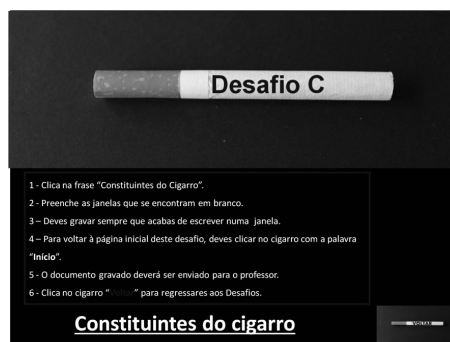 Desafio C
1 - Clica na frase “Constituintes do Cigarro”.
2 - Preenche as janelas que se encontram em branco.
3 – Deves gravar sempre que acabas de escrever numa janela.
4 – Para voltar à página inicial deste desafio, deves clicar no cigarro com a palavra
“Início”.
5 - O documento gravado deverá ser enviado para o professor.
6 - Clica no cigarro “Voltar” para regressares aos Desafios.
Constituintes do cigarro
VOLTAR